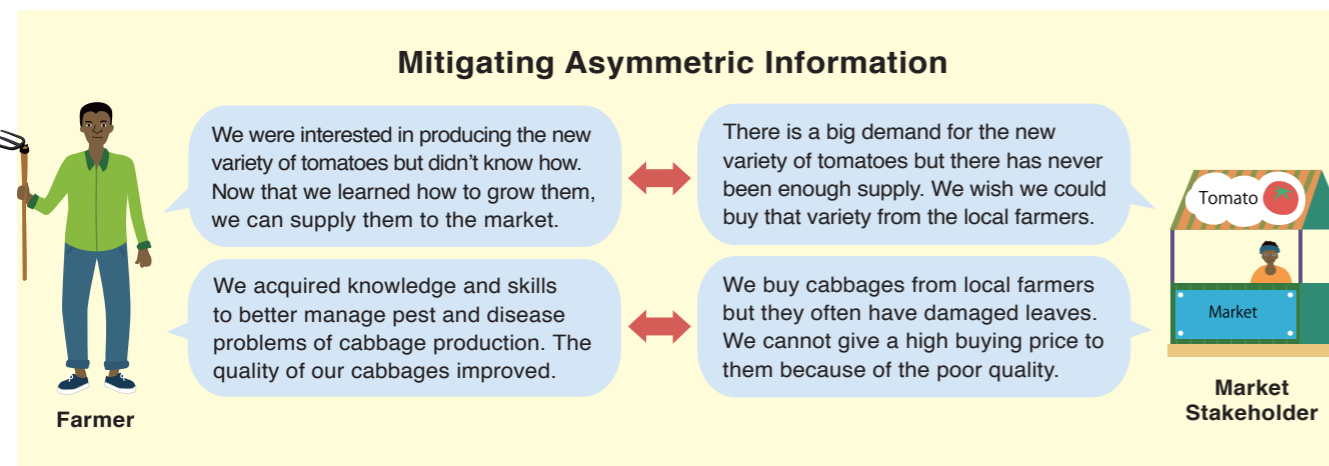 Mitigating Asymmetric Information
We were interested in producing the new
variety of tomatoes but didn’t know how.
Now that we learned how to grow them,
we can supply them to the market.
There is a big demand for the new
variety of tomatoes but there has never
been enough supply. We wish we could
buy that variety from the local farmers.
Tomato
We acquired knowledge and skills
to better manage pest and disease
problems of cabbage production. The
quality of our cabbages improved.
We buy cabbages from local farmers
but they often have damaged leaves.
We cannot give a high buying price to
them because of the poor quality.
Market
Farmer
Market
Stakeholder